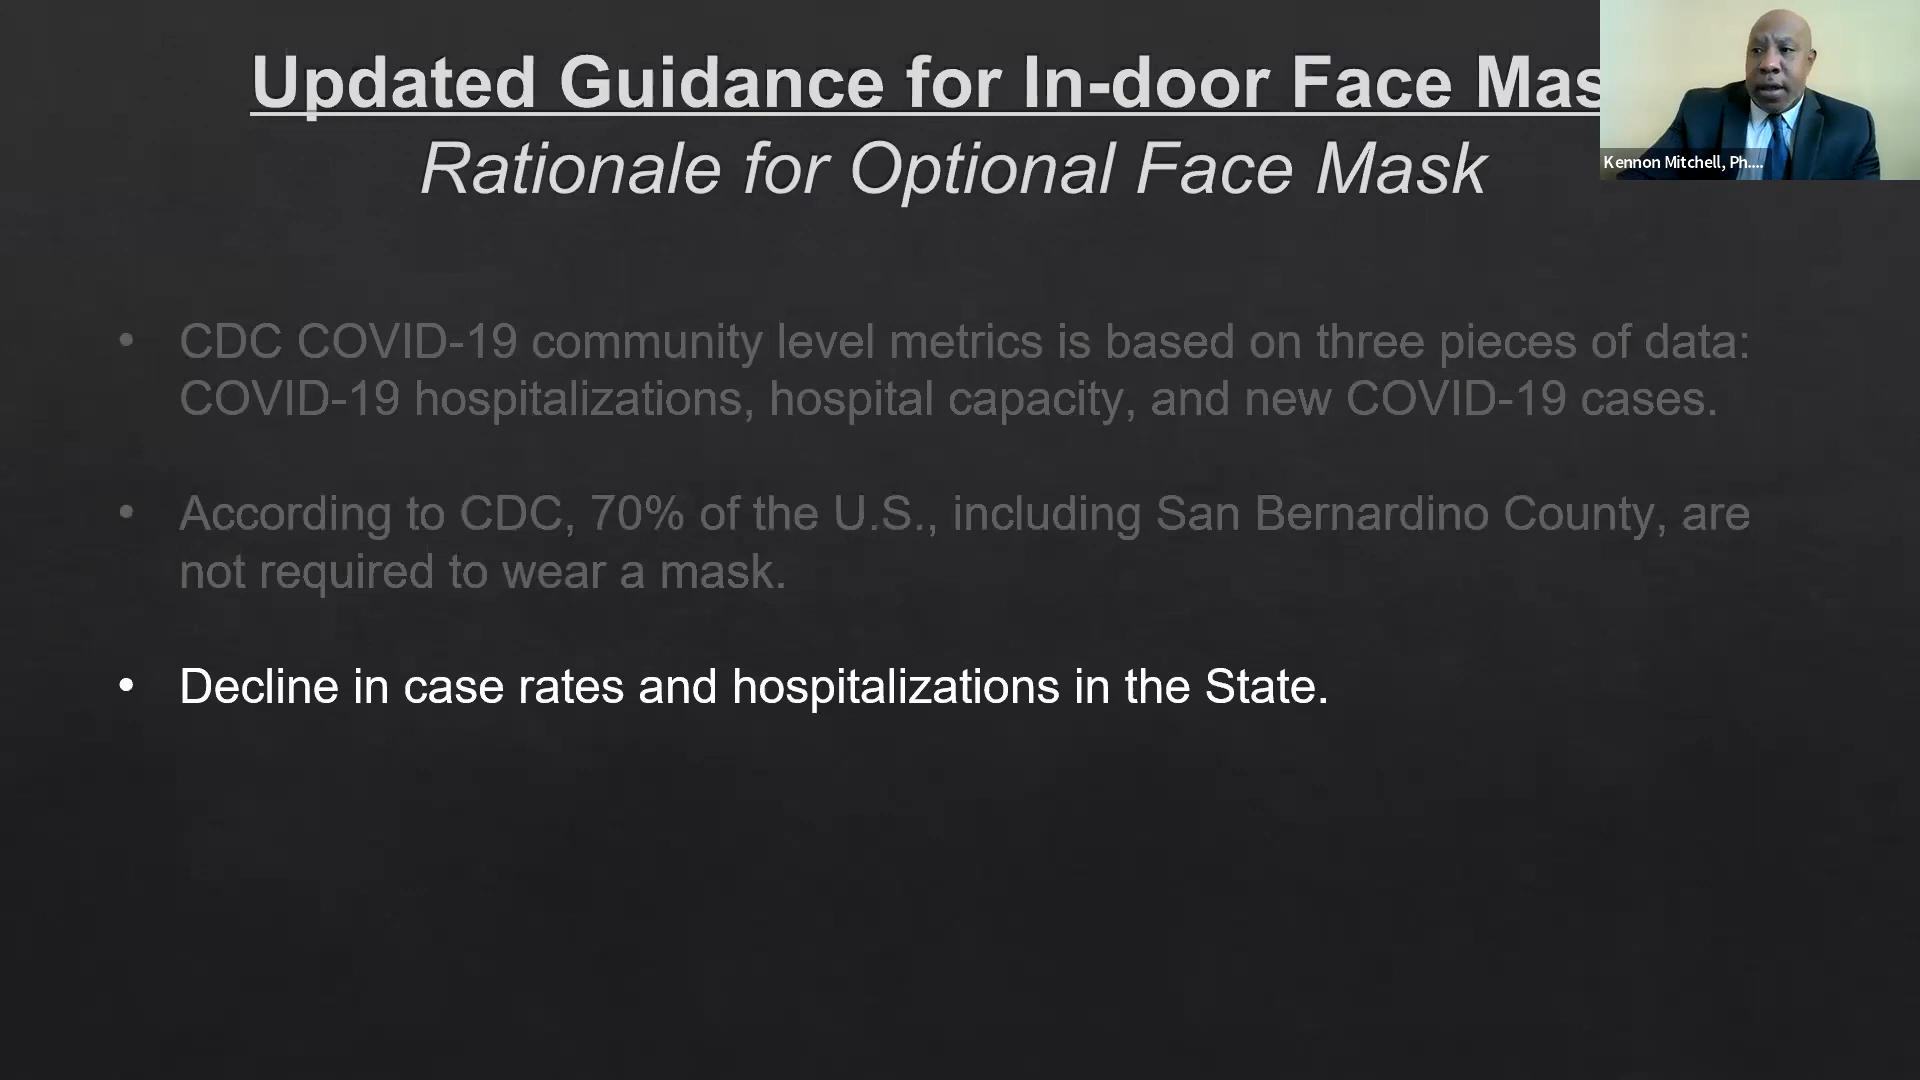 Updated Guidance for In-door Face Mas
Rationale for Optional Face Mask
Kennon Mitchell, Ph....
• CDC COVID-19 community level metrics is based on three pieces of data:
COVID-19 hospitalizations, hospital capacity, and new COVID-19 cases.
• According to CDC, 70% of the U.S., including San Bernardino County, are
not required to wear a mask.
• Decline in case rates and hospitalizations in the State.